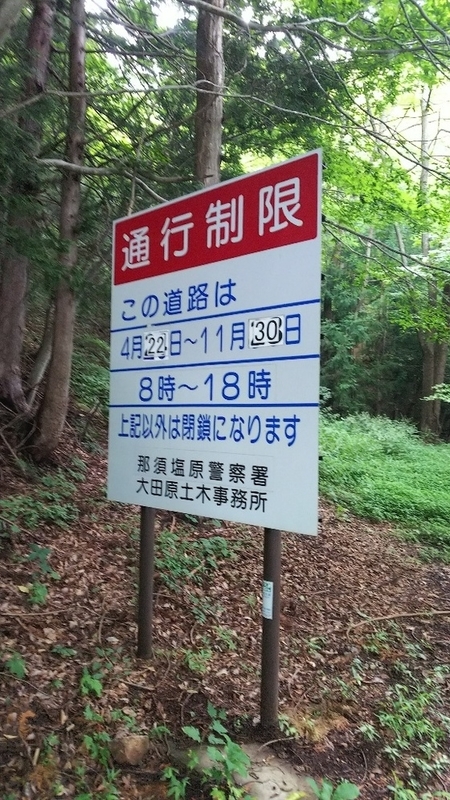 通行制限
この道路は
4月22日～11月30日
8時～18時
上記以外は閉鎖になります
那須塩原警察署
大田原土木事務所